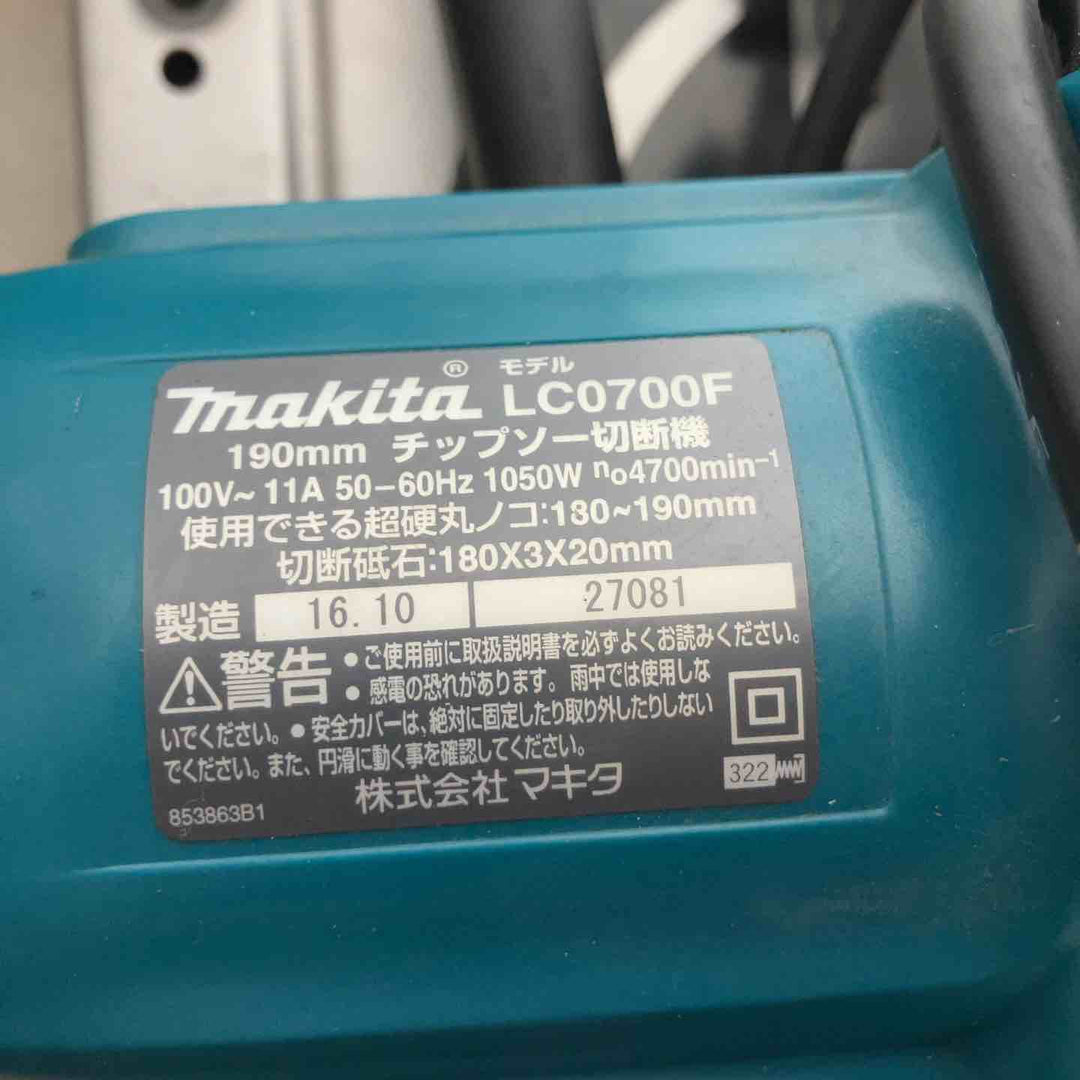 makita® モデル LC0700F
190mm チップソー切断機
100V~ 11A 50-60Hz 1050W n₀4700min⁻¹
使用できる超硬丸ノコ:180~190mm
切断砥石:180X3X20mm
製造 16.10 27081
警告 •ご使用前に取扱説明書を必ずよくお読みください。
•感電の恐れがあります。雨中では使用しな
いでください。•安全カバーは、絶対に固定したり取り外したりしない
でください。また、円滑に動く事を確認してください。
株式会社マキタ
322
853863B1